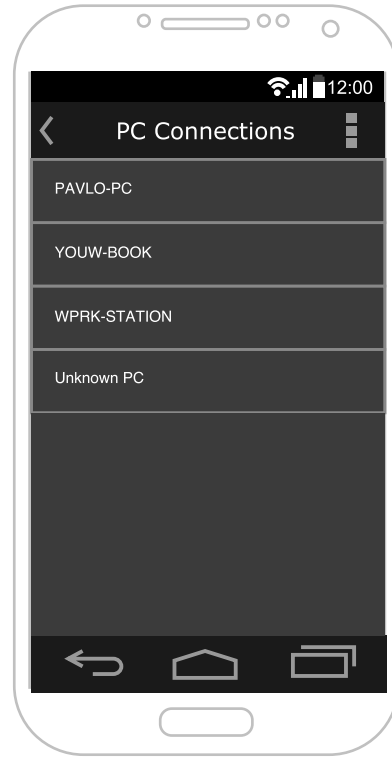 12:00
PC Connections
PAVLO-PC
YOUW-BOOK
WPRK-STATION
Unknown PC